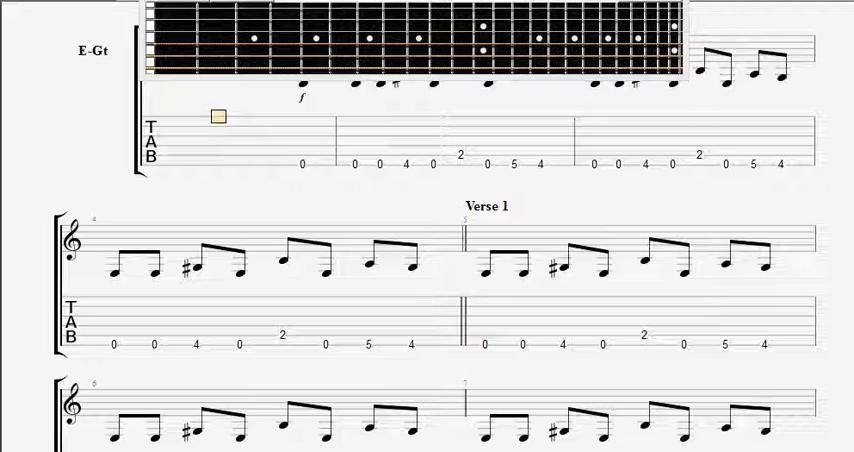 E-Gt
f
T
A
B
0 0 0 4 0 2 0 5 4 0 0 4 0 2 0 5 4
Verse 1
4 5
T
A
B
0 0 4 0 2 0 5 4 0 0 4 0 2 0 5 4
6 7